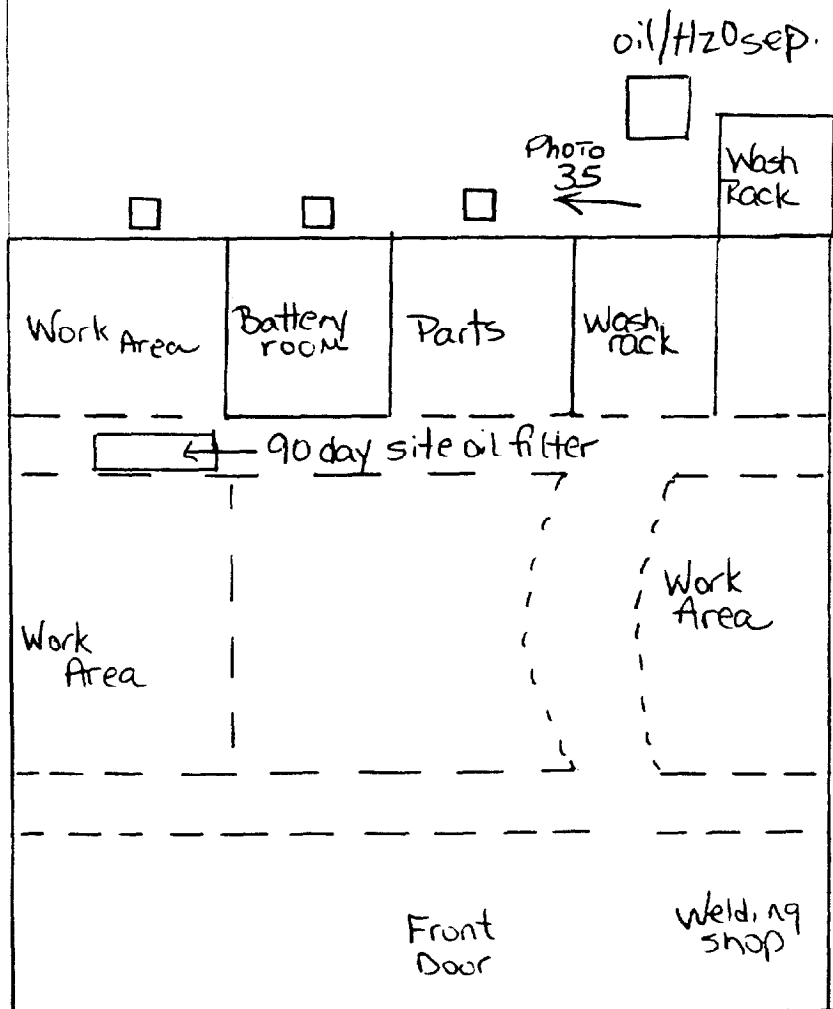 oil/H2O sep.
Photo
35
Wash
Rack
Work Area
Battery
room
Parts
Wash
rack
90 day site oil filter
Work
Area
Work
Area
Front
Door
Welding
shop